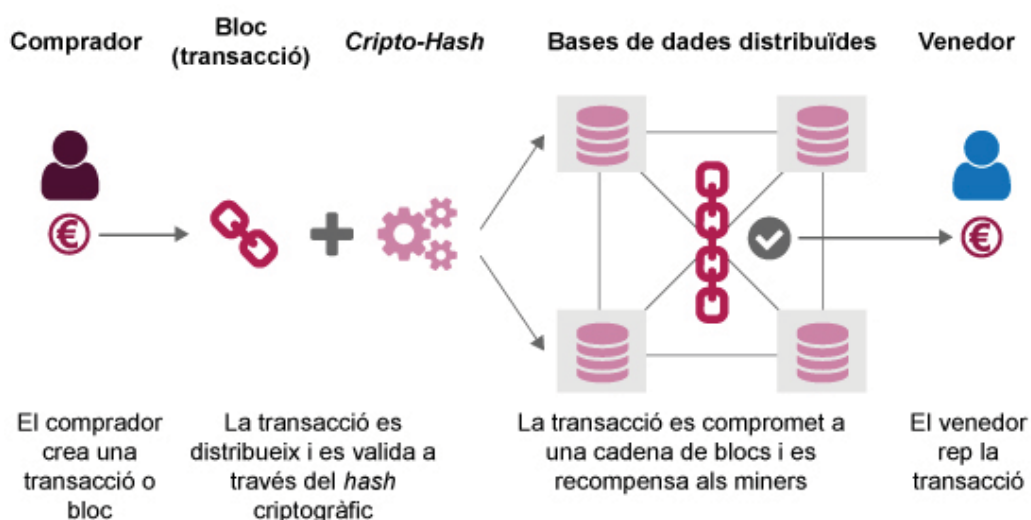 Comprador
Bloc
(transacció)
Cripto-Hash
Bases de dades distribuïdes
Venedor
€
€
El comprador
crea una
transacció o
bloc
La transacció es
distribueix i es valida a
través del hash
criptogràfic
La transacció es compromet a
una cadena de blocs i es
recompensa als miners
El venedor
rep la
transacció